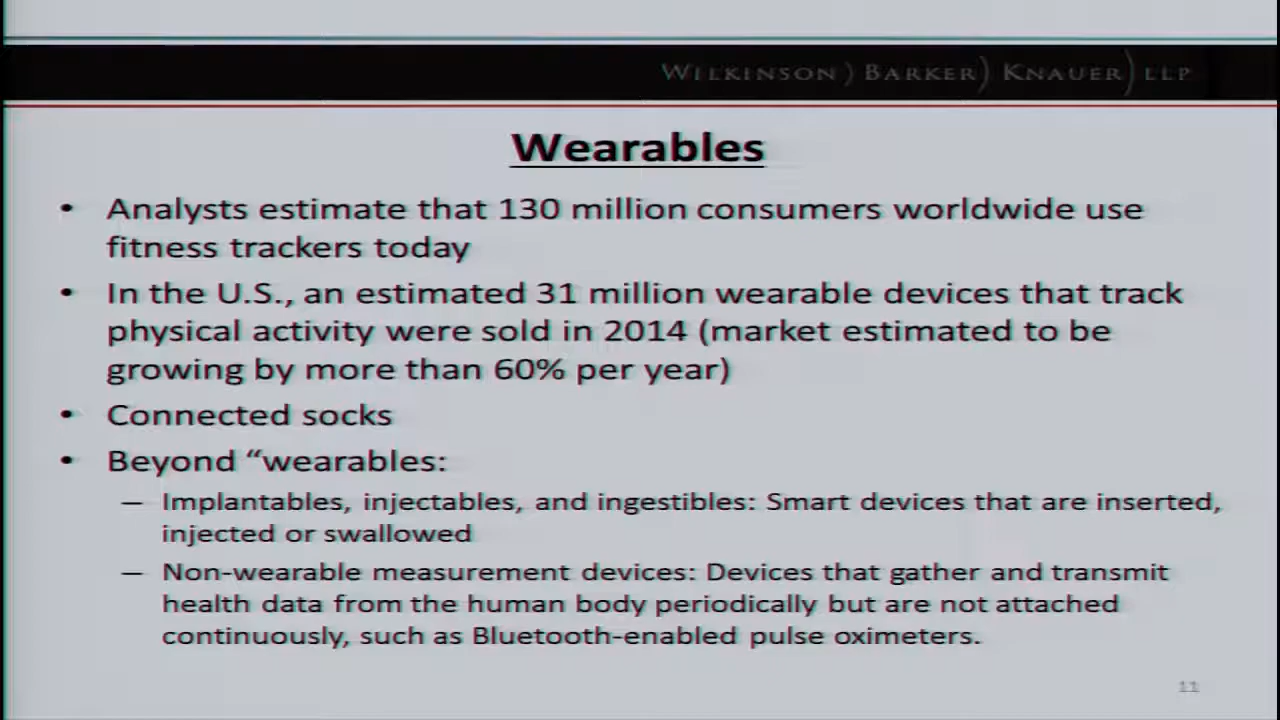 WILKINSON) BARKER) KNAUER) LLP
Wearables
• Analysts estimate that 130 million consumers worldwide use
fitness trackers today
• In the U.S., an estimated 31 million wearable devices that track
physical activity were sold in 2014 (market estimated to be
growing by more than 60% per year)
• Connected socks
• Beyond “wearables:
– Implantables, injectables, and ingestibles: Smart devices that are inserted,
injected or swallowed
– Non-wearable measurement devices: Devices that gather and transmit
health data from the human body periodically but are not attached
continuously, such as Bluetooth-enabled pulse oximeters.
11